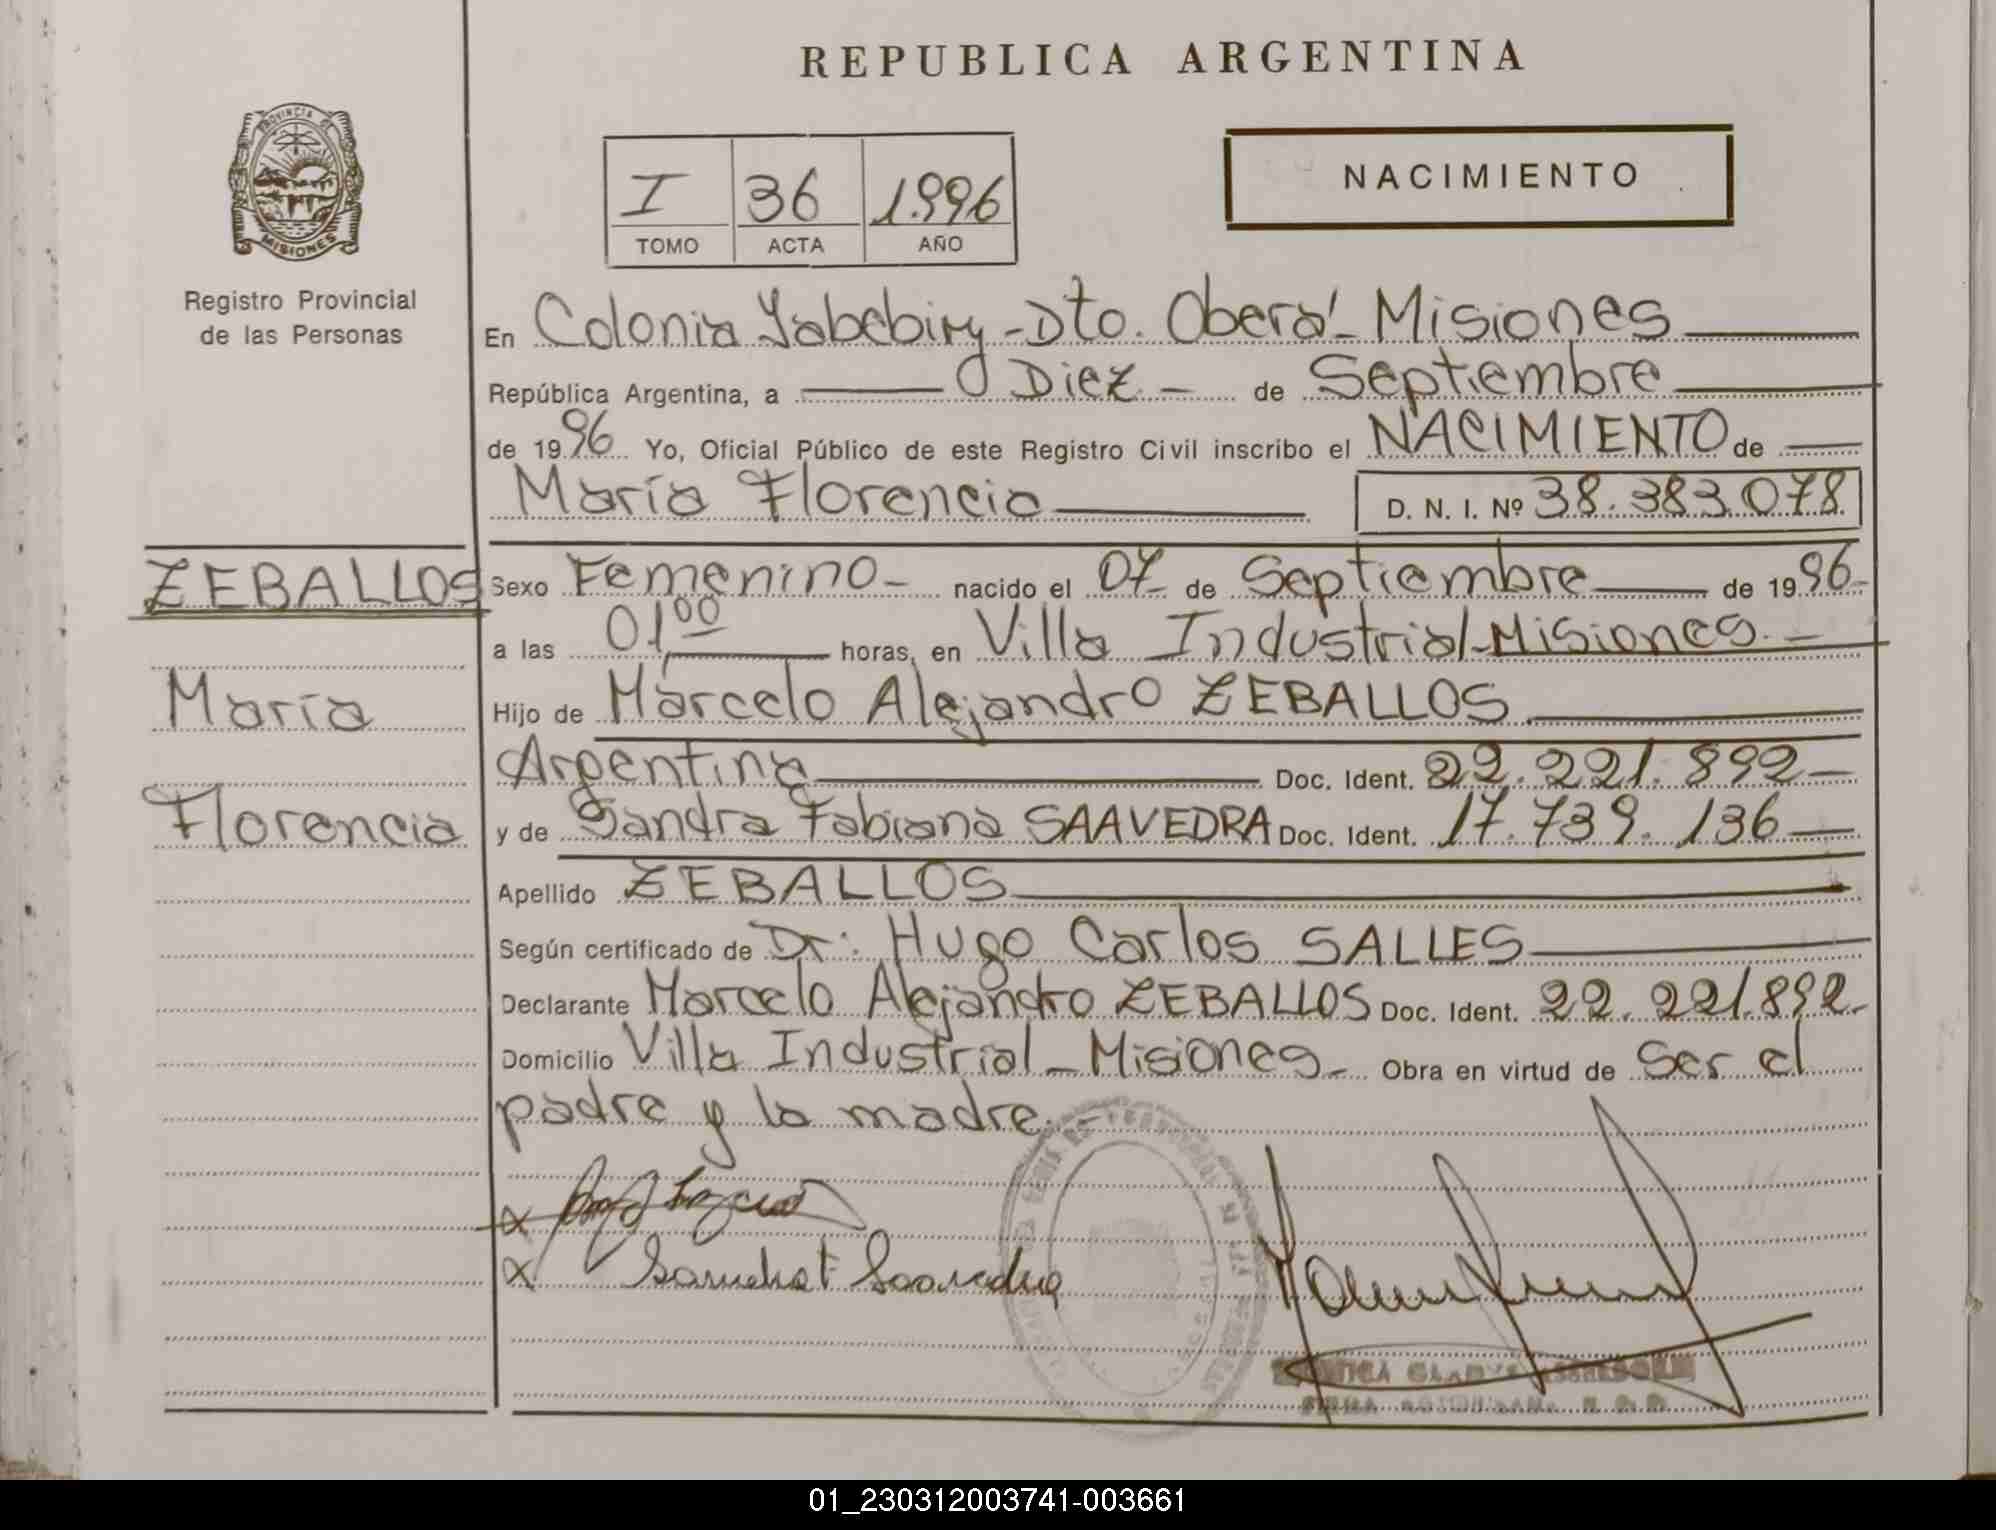 REPUBLICA ARGENTINA
PROVINCIA DE
MISIONES
Registro Provincial
de las Personas
I 36 1.996
TOMO ACTA AÑO
NACIMIENTO
En Colonia Yabebiry - Dto. Oberá - Misiones
República Argentina, a Diez - de Septiembre
de 1996 Yo, Oficial Público de este Registro Civil inscribo el NACIMIENTO de
María Florencia D. N. I. Nº 38.383.078
ZEBALLOS
María
Florencia
Sexo Femenino - nacido el 07 de Septiembre de 1996-
a las 01,00 horas, en Villa Industrial - Misiones. -
Hijo de Marcelo Alejandro ZEBALLOS
Argentina Doc. Ident. 22.221.892-
y de Sandra Fabiana SAAVEDRA Doc. Ident. 17.739.136
Apellido ZEBALLOS
Según certificado de Dr: Hugo Carlos SALLES
Declarante Marcelo Alejandro ZEBALLOS Doc. Ident. 22.221.892.-
Domicilio Villa Industrial - Misiones - Obra en virtud de ser el
padre y la madre. -
x
x Saavedra
01_230312003741-003661